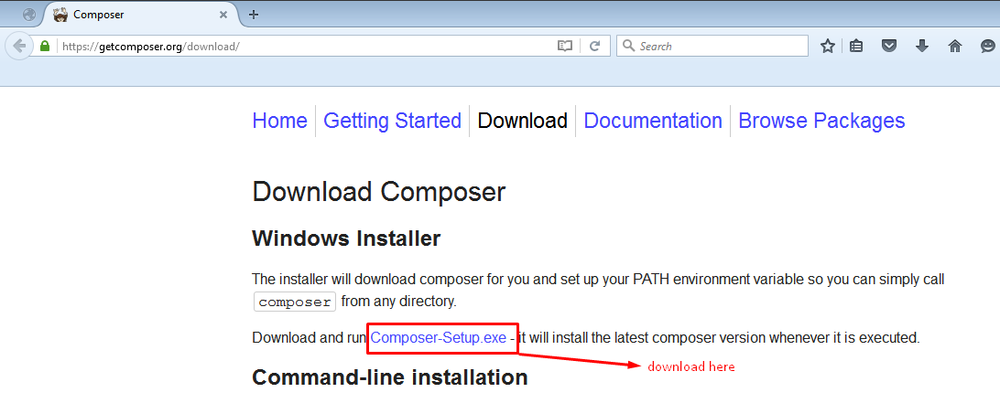 Composer
https://getcomposer.org/download/
Search
Home Getting Started Download Documentation Browse Packages
Download Composer
Windows Installer
The installer will download composer for you and set up your PATH environment variable so you can simply call
composer from any directory.
Download and run Composer-Setup.exe - it will install the latest composer version whenever it is executed.
download here
Command-line installation